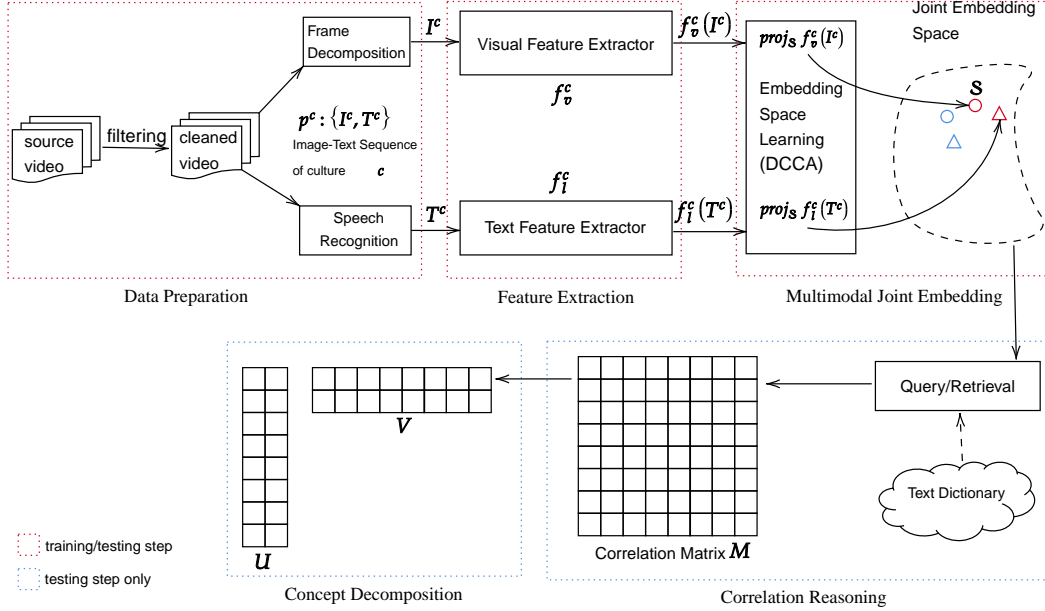 Joint Embedding
Space
Frame
Decomposition
I^c
Visual Feature Extractor
f_v^c
f_v^c(I^c)
proj_S f_v^c(I^c)
Embedding
Space
Learning
(DCCA)
proj_S f_l^c(T^c)
S
source
video
filtering
cleaned
video
p^c : {I^c, T^c}
Image-Text Sequence
of culture c
Speech
Recognition
T^c
f_l^c
Text Feature Extractor
f_l^c(T^c)
Data Preparation
Feature Extraction
Multimodal Joint Embedding
Query/Retrieval
Text Dictionary
Correlation Matrix M
V
U
training/testing step
testing step only
Concept Decomposition
Correlation Reasoning